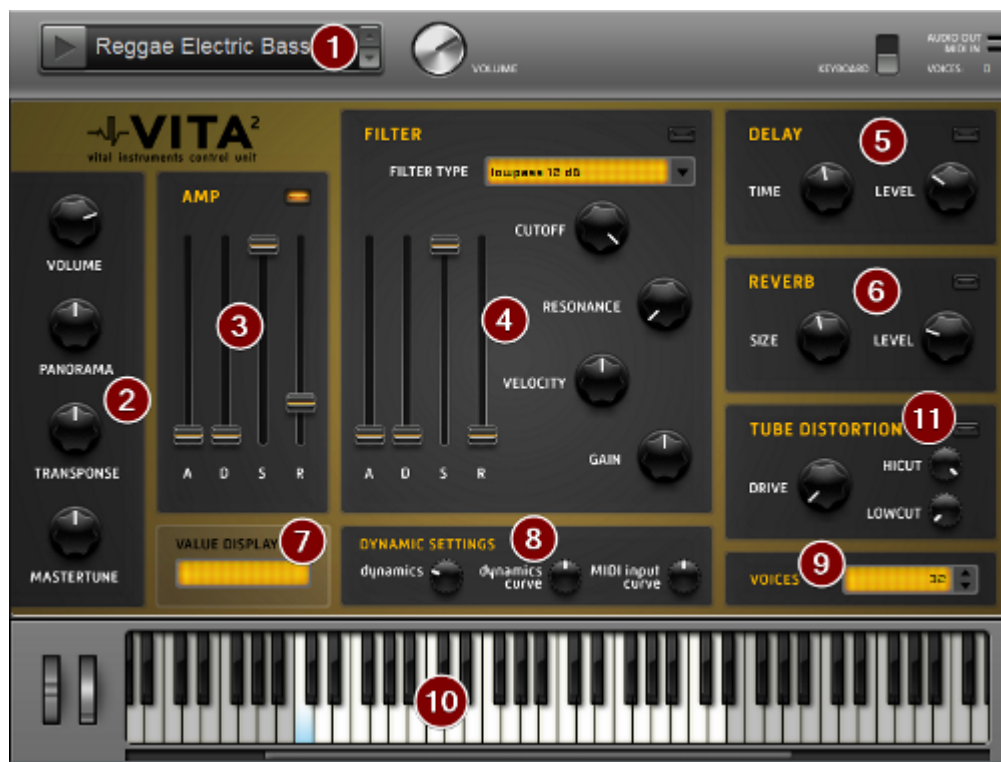 Reggae Electric Bass 1
VOLUME
KEYBOARD
AUDIO OUT
MIDI IN
VOICES: 0
VITA 2
vital instruments control unit
VOLUME
PANORAMA
2
TRANSPONSE
MASTERTUNE
AMP
3
A D S R
FILTER
FILTER TYPE lowpass 12 dB
CUTOFF
RESONANCE
4
VELOCITY
GAIN
A D S R
DELAY 5
TIME LEVEL
REVERB 6
SIZE LEVEL
TUBE DISTORTION 11
HICUT
DRIVE
LOWCUT
VALUE DISPLAY 7
DYNAMIC SETTINGS 8
dynamics
dynamics curve
MIDI input curve
VOICES 9 32
10